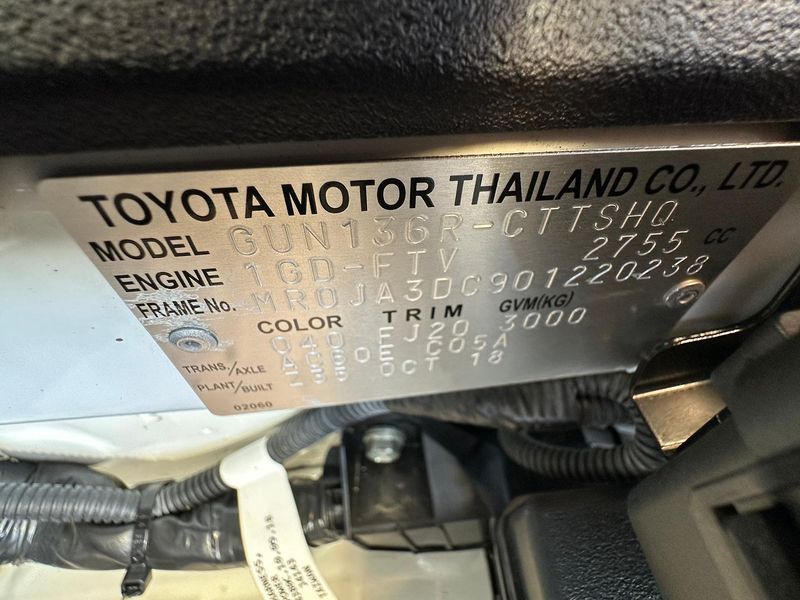 TOYOTA MOTOR THAILAND CO., LTD.
MODEL GUN136R-CTTSHQ
ENGINE 1GD-FTV 2755 CC
FRAME No. MR0JA3DC901220238
COLOR TRIM GVM(KG)
040 FJ20 3000
TRANS./AXLE AC60E C05A
PLANT/BUILT OCT 18
02060